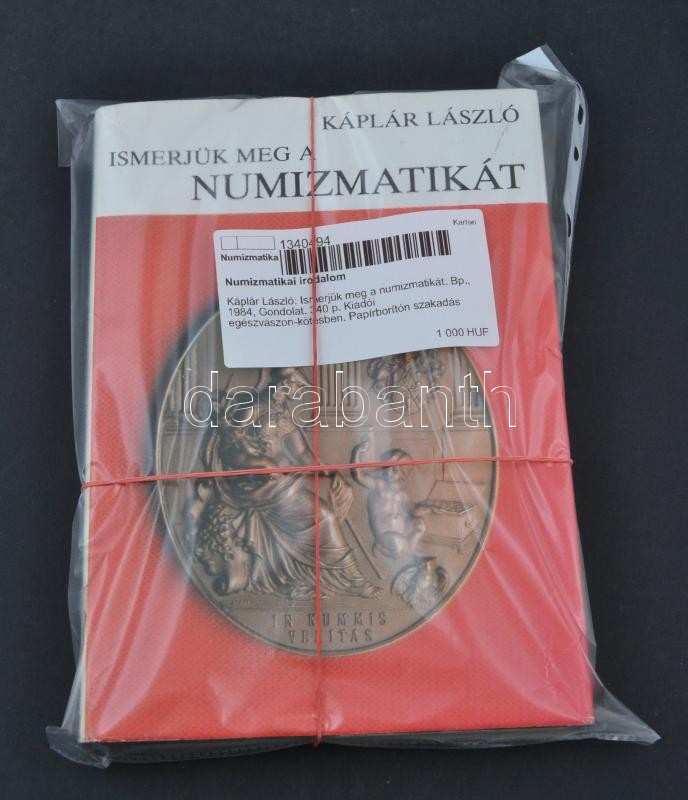 KÁPLÁR LÁSZLÓ
ISMERJÜK MEG A
NUMIZMATIKÁT
Karton
1340494
Numizmatika
Numizmatikai irodalom
Káplár László: Ismerjük meg a numizmatikát. Bp.,
1984, Gondolat. 340 p. Kiadói
egészvászon-kötésben. Papírborítón szakadás
1 000 HUF
darabanth
IN NUMMIS
VERITAS